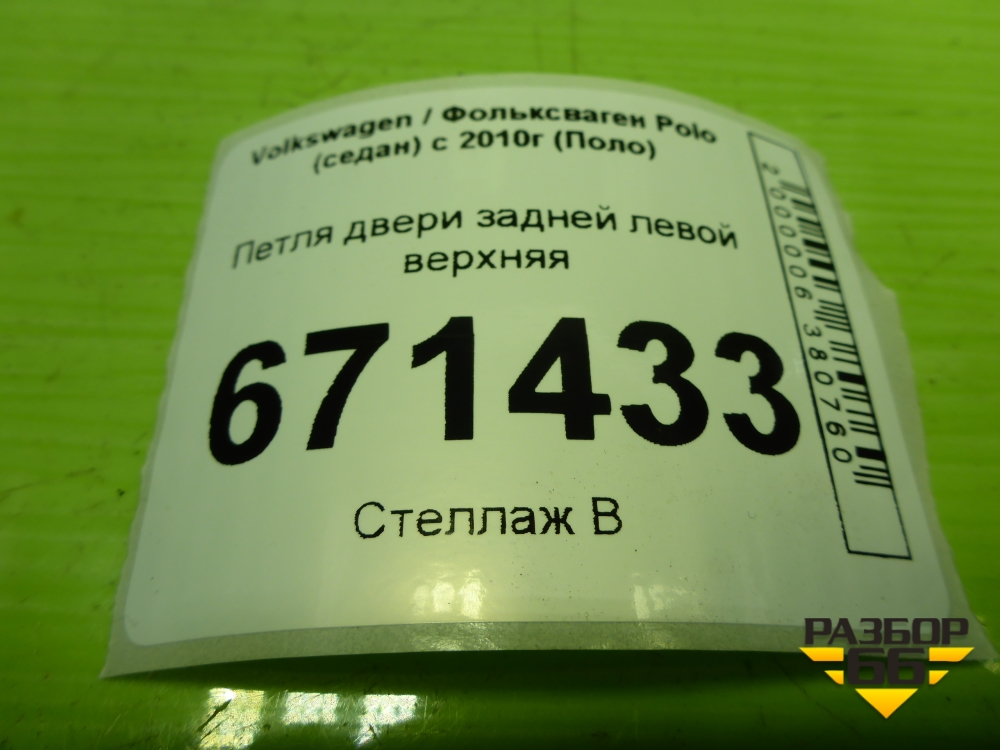 Volkswagen / Фольксваген Polo
(седан) с 2010г (Поло)
Петля двери задней левой
верхняя
671433
Стеллаж В
2000006380760
РАЗБОР
66